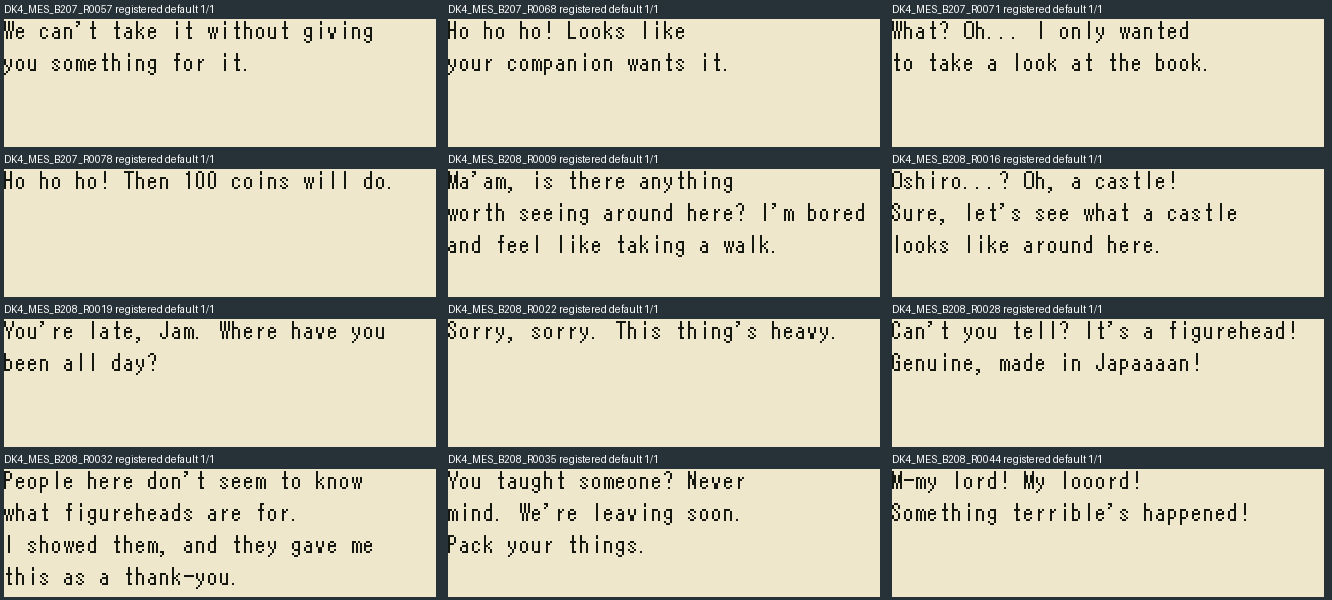 DK4_MES_B207_R0057 registered default 1/1
We can't take it without giving
you something for it.
DK4_MES_B207_R0068 registered default 1/1
Ho ho ho! Looks like
your companion wants it.
DK4_MES_B207_R0071 registered default 1/1
What? Oh... I only wanted
to take a look at the book.
DK4_MES_B207_R0078 registered default 1/1
Ho ho ho! Then 100 coins will do.
DK4_MES_B208_R0009 registered default 1/1
Ma'am, is there anything
worth seeing around here? I'm bored
and feel like taking a walk.
DK4_MES_B208_R0016 registered default 1/1
Oshiro...? Oh, a castle!
Sure, let's see what a castle
looks like around here.
DK4_MES_B208_R0019 registered default 1/1
You're late, Jam. Where have you
been all day?
DK4_MES_B208_R0022 registered default 1/1
Sorry, sorry. This thing's heavy.
DK4_MES_B208_R0028 registered default 1/1
Can't you tell? It's a figurehead!
Genuine, made in Japaaaan!
DK4_MES_B208_R0032 registered default 1/1
People here don't seem to know
what figureheads are for.
I showed them, and they gave me
this as a thank-you.
DK4_MES_B208_R0035 registered default 1/1
You taught someone? Never
mind. We're leaving soon.
Pack your things.
DK4_MES_B208_R0044 registered default 1/1
M-my lord! My looord!
Something terrible's happened!